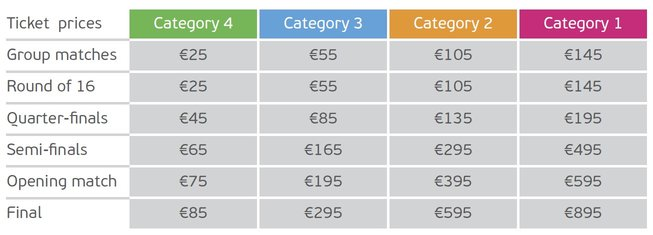 Ticket prices Category 4 Category 3 Category 2 Category 1
Group matches €25 €55 €105 €145
Round of 16 €25 €55 €105 €145
Quarter-finals €45 €85 €135 €195
Semi-finals €65 €165 €295 €495
Opening match €75 €195 €395 €595
Final €85 €295 €595 €895